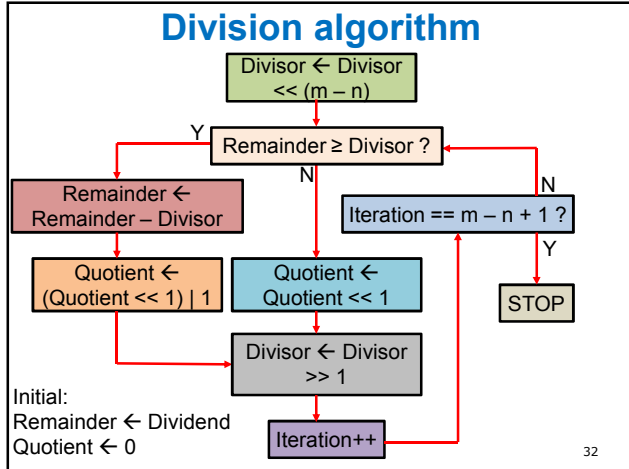 Division algorithm
Divisor ← Divisor
<< (m – n)
Y
Remainder ≥ Divisor ?
N
Remainder ←
Remainder – Divisor
N
Iteration == m – n + 1 ?
Y
Quotient ←
(Quotient << 1) | 1
Quotient ←
Quotient << 1
STOP
Divisor ← Divisor
>> 1
Initial:
Remainder ← Dividend
Quotient ← 0
Iteration++
32